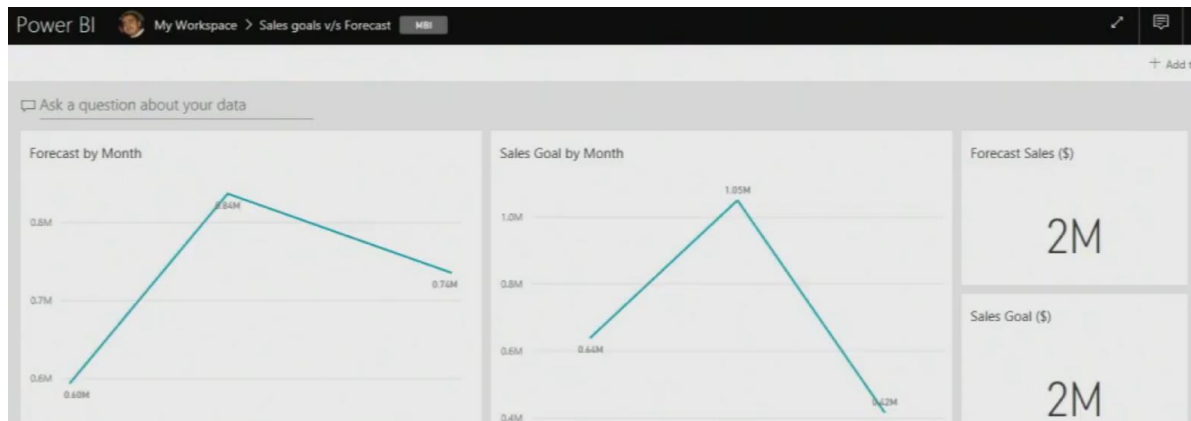 Power BI My Workspace > Sales goals v/s Forecast MBI
+ Add
Ask a question about your data
Forecast by Month
0.8M
0.7M
0.6M
0.84M
0.74M
0.60M
Sales Goal by Month
1.0M
0.8M
0.6M
0.4M
1.05M
0.64M
0.42M
Forecast Sales ($)
2M
Sales Goal ($)
2M